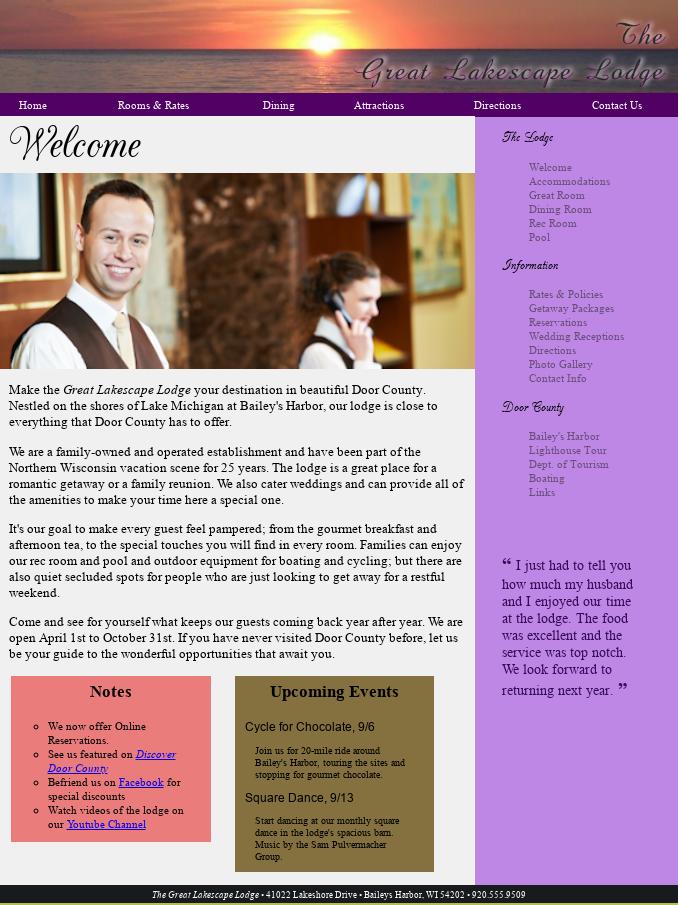 The
Great Lakescape Lodge
Home Rooms & Rates Dining Attractions Directions Contact Us
Welcome
Make the Great Lakescape Lodge your destination in beautiful Door County.
Nestled on the shores of Lake Michigan at Bailey's Harbor, our lodge is close to
everything that Door County has to offer.
We are a family-owned and operated establishment and have been part of the
Northern Wisconsin vacation scene for 25 years. The lodge is a great place for a
romantic getaway or a family reunion. We also cater weddings and can provide all of
the amenities to make your time here a special one.
It's our goal to make every guest feel pampered; from the gourmet breakfast and
afternoon tea, to the special touches you will find in every room. Families can enjoy
our rec room and pool and outdoor equipment for boating and cycling; but there are
also quiet secluded spots for people who are just looking to get away for a restful
weekend.
Come and see for yourself what keeps our guests coming back year after year. We are
open April 1st to October 31st. If you have never visited Door County before, let us
be your guide to the wonderful opportunities that await you.
Notes
We now offer Online
Reservations.
See us featured on Discover
Door County
Befriend us on Facebook for
special discounts
Watch videos of the lodge on
our Youtube Channel
Upcoming Events
Cycle for Chocolate, 9/6
Join us for 20-mile ride around
Bailey's Harbor, touring the sites and
stopping for gourmet chocolate.
Square Dance, 9/13
Start dancing at our monthly square
dance in the lodge's spacious barn.
Music by the Sam Pulvermacher
Group.
The Lodge
Welcome
Accommodations
Great Room
Dining Room
Rec Room
Pool
Information
Rates & Policies
Getaway Packages
Reservations
Wedding Receptions
Directions
Photo Gallery
Contact Info
Door County
Bailey's Harbor
Lighthouse Tour
Dept. of Tourism
Boating
Links
“ I just had to tell you
how much my husband
and I enjoyed our time
at the lodge. The food
was excellent and the
service was top notch.
We look forward to
returning next year. ”
The Great Lakescape Lodge • 41022 Lakeshore Drive • Baileys Harbor, WI 54202 • 920.555.9509